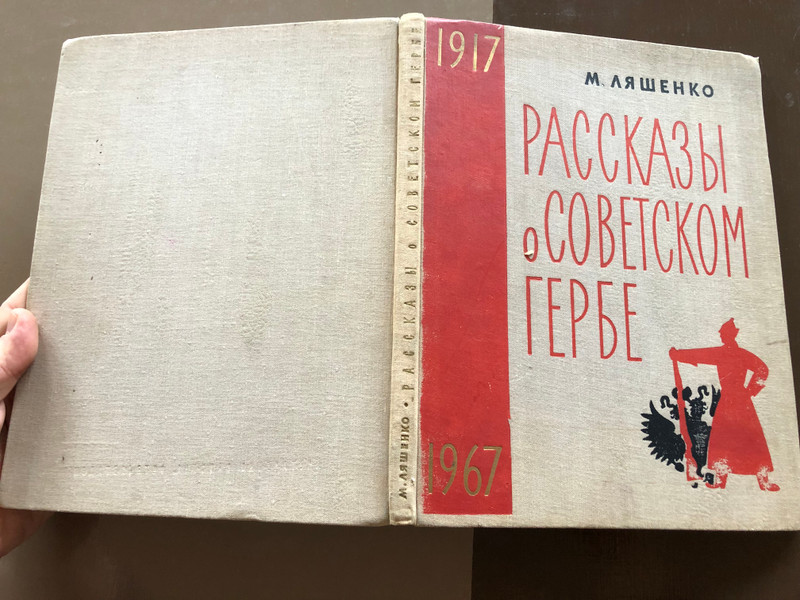 М. ЛЯШЕНКО • РАССКАЗЫ о СОВЕТСКОМ ГЕРБЕ
1917
М. ЛЯШЕНКО
РАССКАЗЫ
о СОВЕТСКОМ
ГЕРБЕ
1967